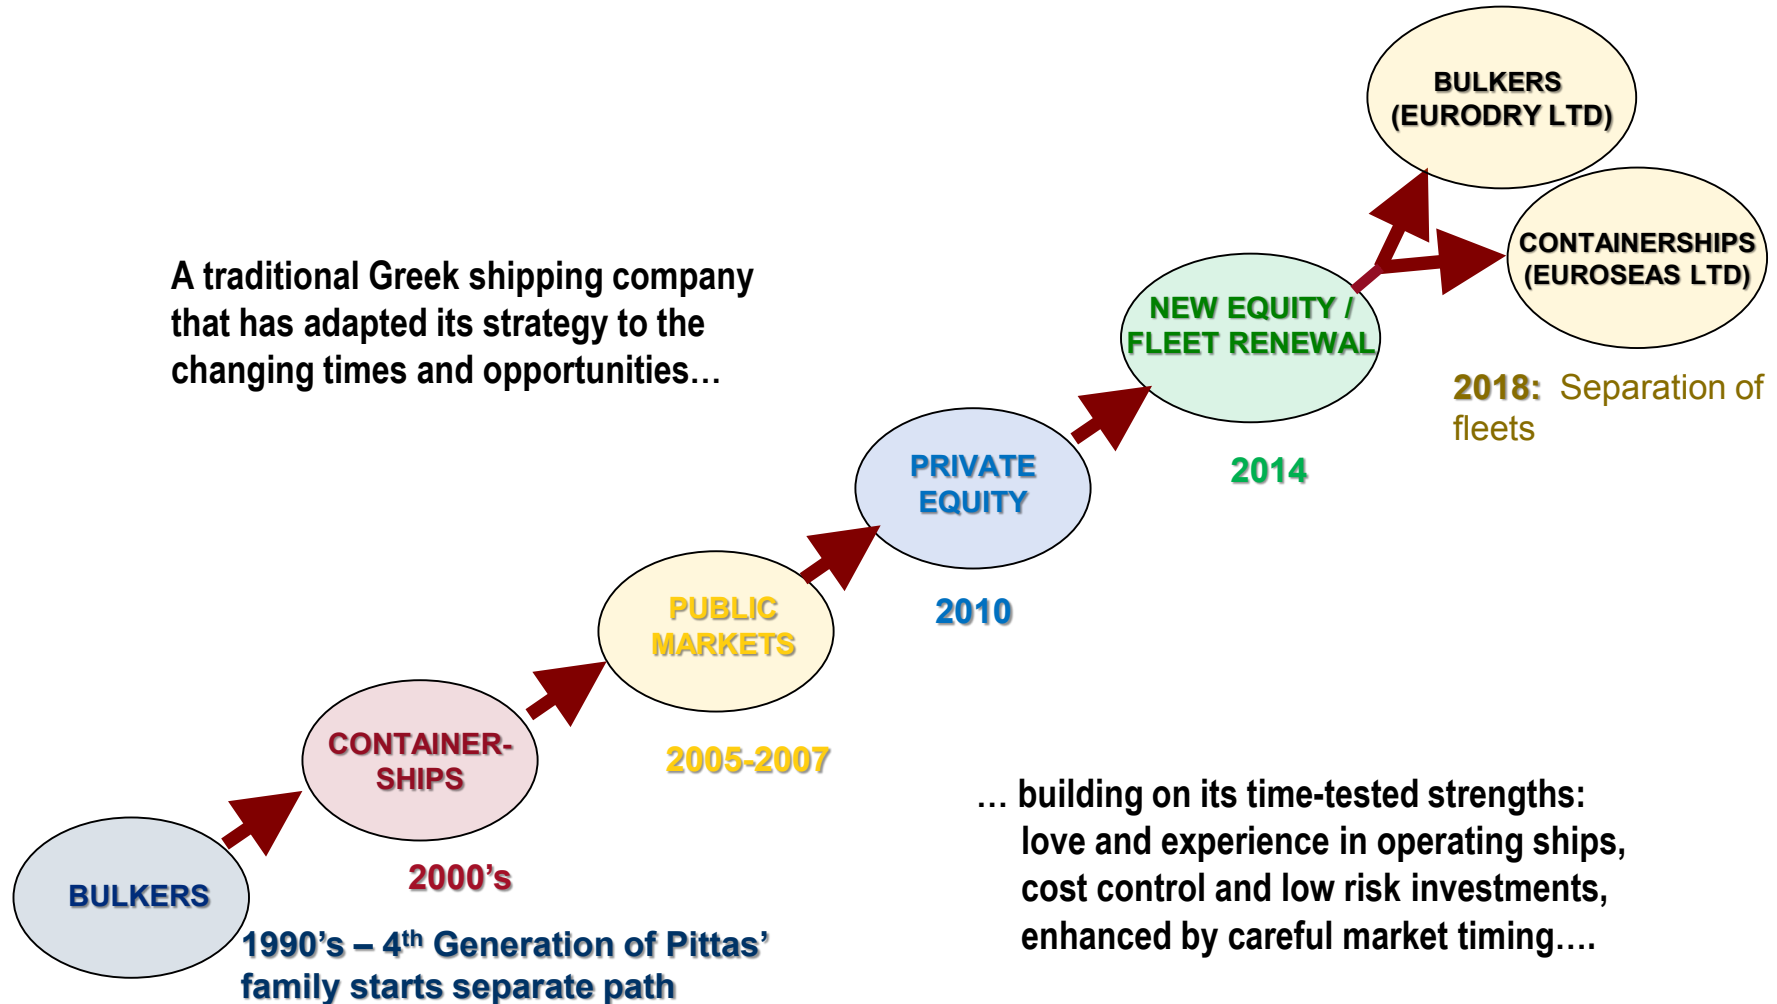 BULKERS
(EURODRY LTD)
CONTAINERSHIPS
(EUROSEAS LTD)
A traditional Greek shipping company
that has adapted its strategy to the
changing times and opportunities…
NEW EQUITY /
FLEET RENEWAL
2018: Separation of
fleets
2014
PRIVATE
EQUITY
2010
PUBLIC
MARKETS
2005-2007
CONTAINER-
SHIPS
2000’s
… building on its time-tested strengths:
love and experience in operating ships,
cost control and low risk investments,
enhanced by careful market timing….
BULKERS
1990’s – 4th Generation of Pittas’
family starts separate path